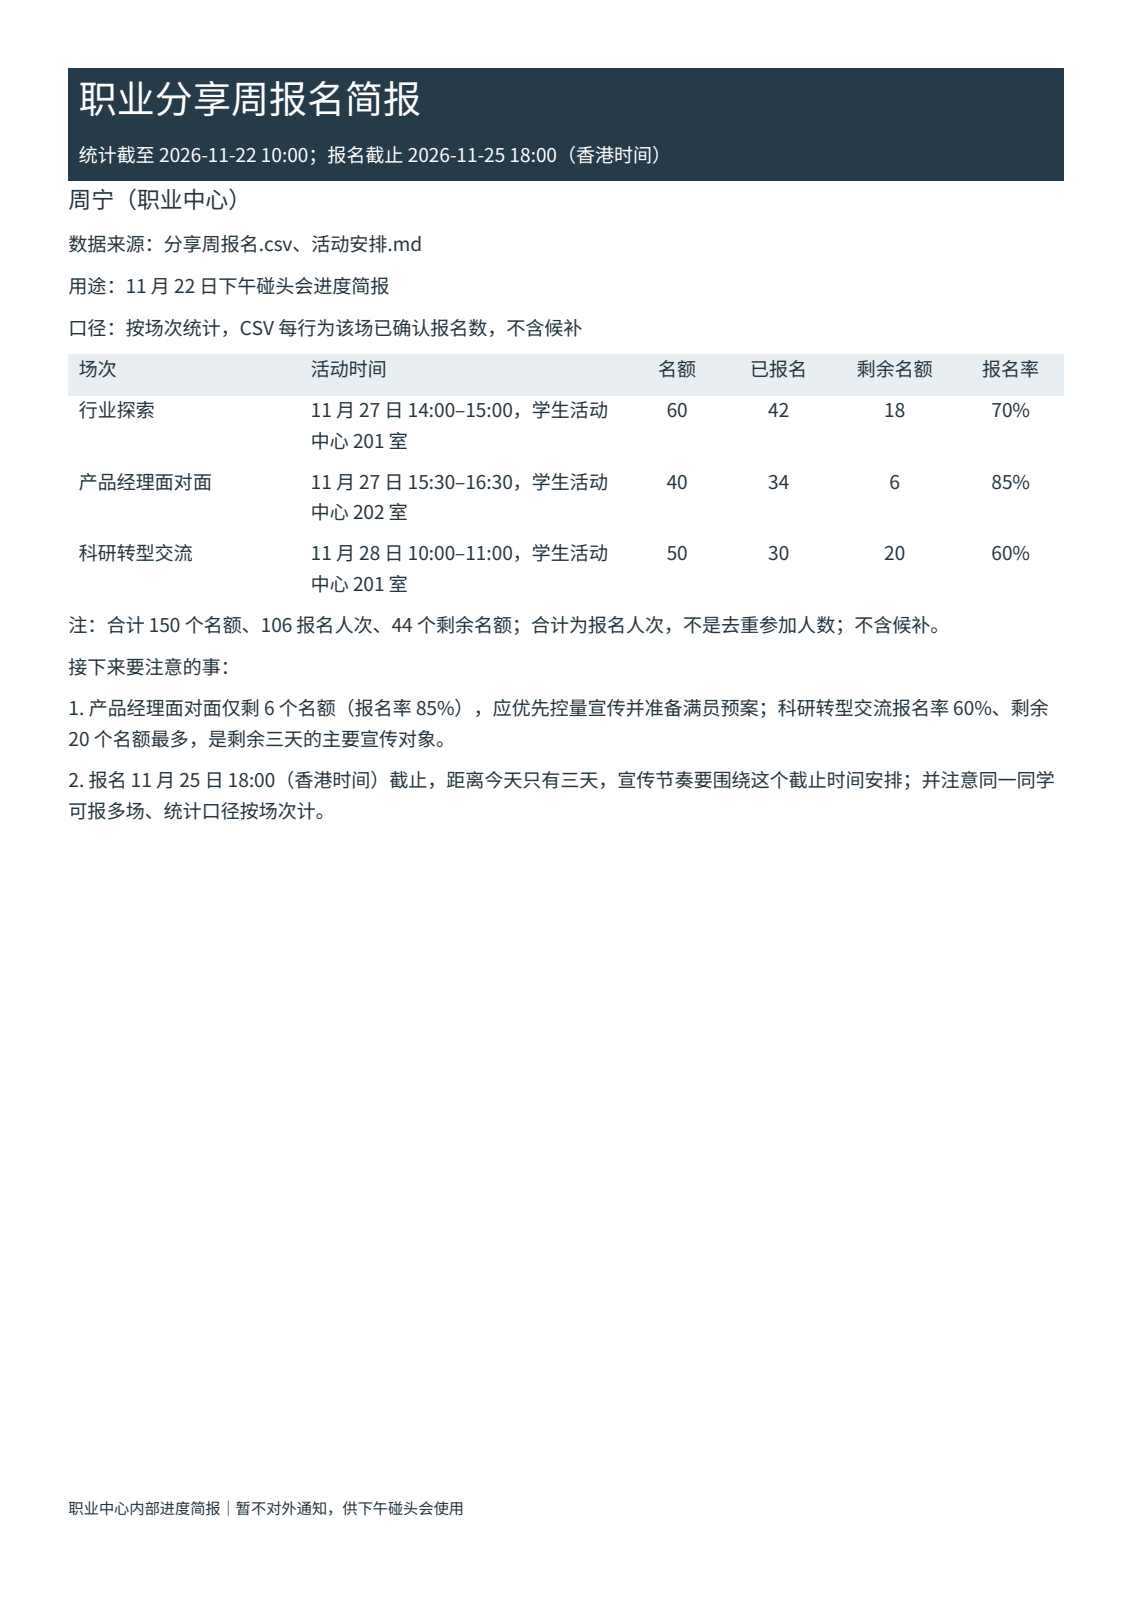 职业分享周报名简报
统计截至 2026-11-22 10:00；报名截止 2026-11-25 18:00（香港时间）
周宁（职业中心）
数据来源：分享周报名.csv、活动安排.md
用途：11 月 22 日下午碰头会进度简报
口径：按场次统计，CSV 每行为该场已确认报名数，不含候补
场次 活动时间 名额 已报名 剩余名额 报名率
行业探索 11 月 27 日 14:00–15:00，学生活动 60 42 18 70%
中心 201 室
产品经理面对面 11 月 27 日 15:30–16:30，学生活动 40 34 6 85%
中心 202 室
科研转型交流 11 月 28 日 10:00–11:00，学生活动 50 30 20 60%
中心 201 室
注：合计 150 个名额、106 报名人次、44 个剩余名额；合计为报名人次，不是去重参加人数；不含候补。
接下来要注意的事：
1. 产品经理面对面仅剩 6 个名额（报名率 85%），应优先控量宣传并准备满员预案；科研转型交流报名率 60%、剩余
20 个名额最多，是剩余三天的主要宣传对象。
2. 报名 11 月 25 日 18:00（香港时间）截止，距离今天只有三天，宣传节奏要围绕这个截止时间安排；并注意同一同学
可报多场、统计口径按场次计。
职业中心内部进度简报｜暂不对外通知，供下午碰头会使用